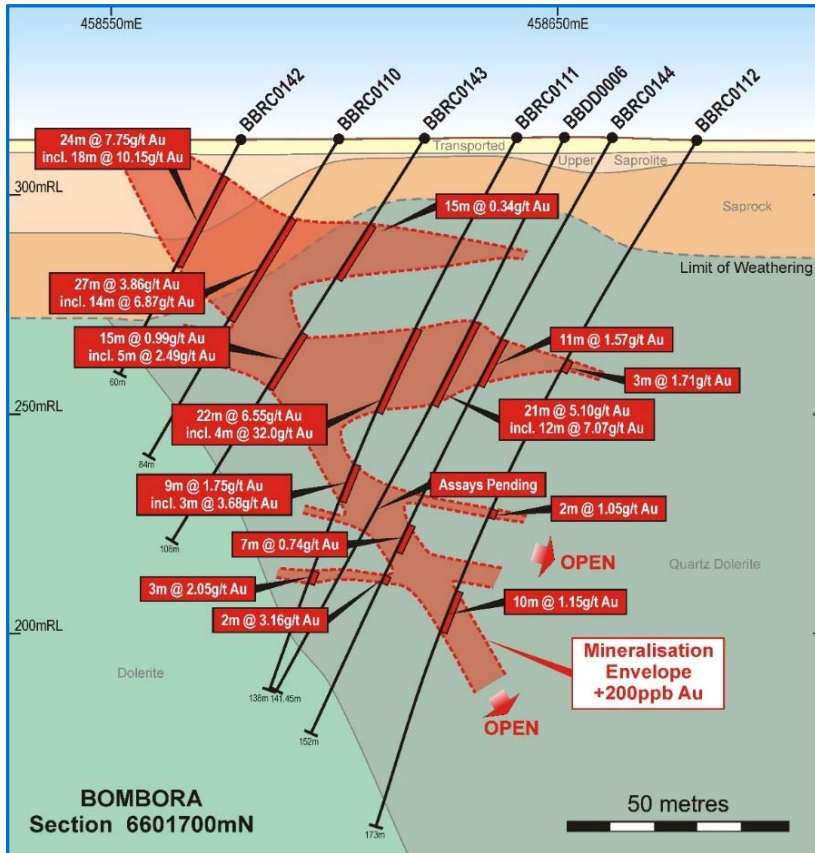 458550mE
458650mE
BBRC0142
BBRC0110
BBRC0143
BBRC0111
BBDD0006
BBRC0144
BBRC0112
24m @ 7.75g/t Au
incl. 18m @ 10.15g/t Au
Transported
Upper Saprolite
300mRL
Saprock
15m @ 0.34g/t Au
Limit of Weathering
27m @ 3.86g/t Au
incl. 14m @ 6.87g/t Au
15m @ 0.99g/t Au
incl. 5m @ 2.49g/t Au
11m @ 1.57g/t Au
3m @ 1.71g/t Au
60m
250mRL
22m @ 6.55g/t Au
incl. 4m @ 32.0g/t Au
21m @ 5.10g/t Au
incl. 12m @ 7.07g/t Au
84m
9m @ 1.75g/t Au
incl. 3m @ 3.68g/t Au
Assays Pending
2m @ 1.05g/t Au
108m
7m @ 0.74g/t Au
OPEN
Quartz Dolerite
3m @ 2.05g/t Au
2m @ 3.16g/t Au
10m @ 1.15g/t Au
200mRL
Mineralisation
Envelope
+200ppb Au
Dolerite
138m
141.45m
OPEN
152m
BOMBORA
Section 6601700mN
50 metres
173m